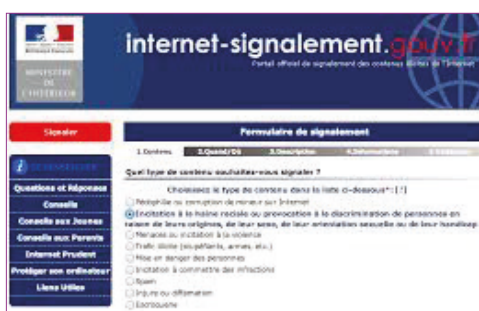 internet-signalement.gouv.fr
Portail officiel de signalement des contenus illicites de l'Internet
MINISTÈRE
DE
L'INTÉRIEUR
Signaler
Questions et Réponses
Conseils
Conseils aux Jeunes
Conseils aux Parents
Internet Prudent
Protéger son ordinateur
Liens Utiles
Formulaire de signalement
1.Contenu 2.Quand/Où 3.Description 4.Informations
Quel type de contenu souhaitez-vous signaler ?
Choisissez le type de contenu dans la liste ci-dessous*: [?]
Pédophilie ou corruption de mineur sur Internet
Incitation à la haine raciale ou provocation à la discrimination de personnes en
raison de leurs origines, de leur sexe, de leur orientation sexuelle ou de leur handicap
Menaces ou incitation à la violence
Trafic illicite (stupéfiants, armes, etc.)
Mise en danger des personnes
Incitation à commettre des infractions
Spam
Injure ou diffamation
Escroquerie